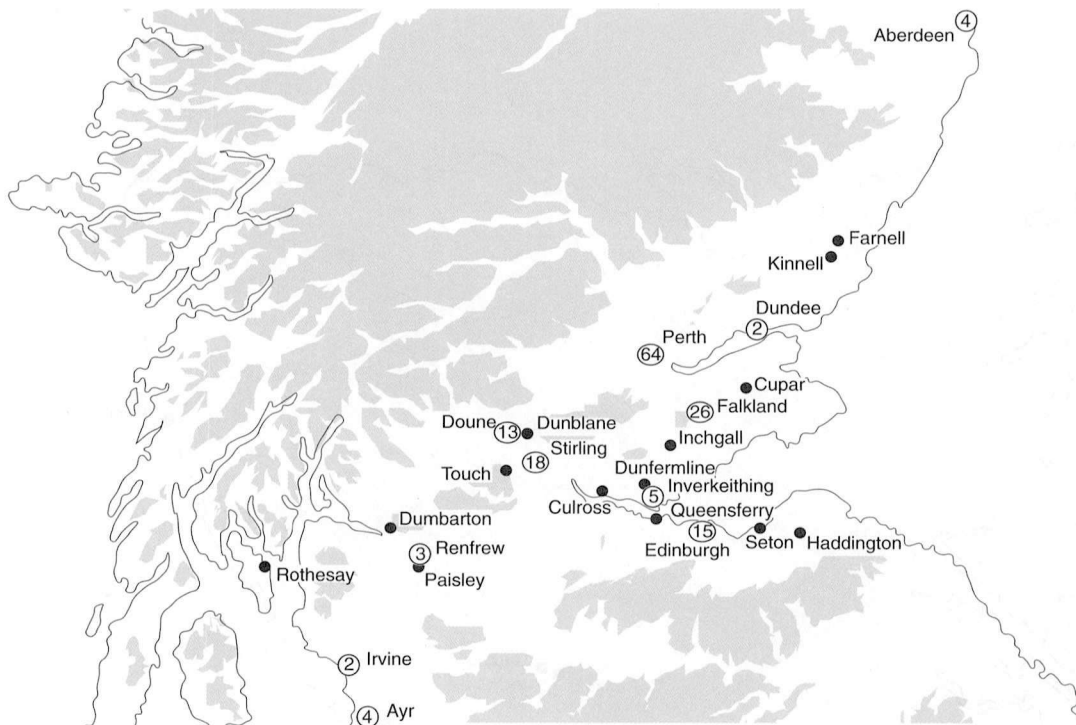 4
Aberdeen
Farnell
Kinnell
Dundee
2
Perth
64
Cupar
26
Falkland
Doune
13
Dunblane
Inchgall
Stirling
18
Touch
Dunfermline
Inverkeithing
5
Culross
Queensferry
Dumbarton
15
Edinburgh
Seton
Haddington
3
Renfrew
Rothesay
Paisley
2
Irvine
4
Ayr